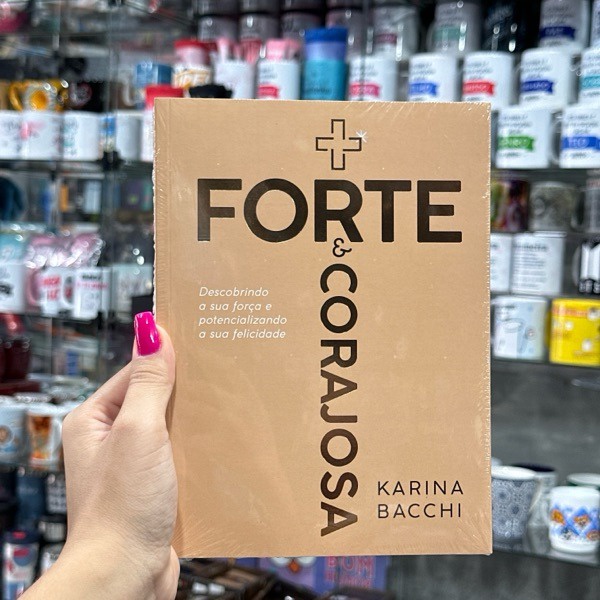 FORTE
&
CORAJOSA
Descobrindo
a sua força e
potencializando
a sua felicidade
KARINA
BACCHI